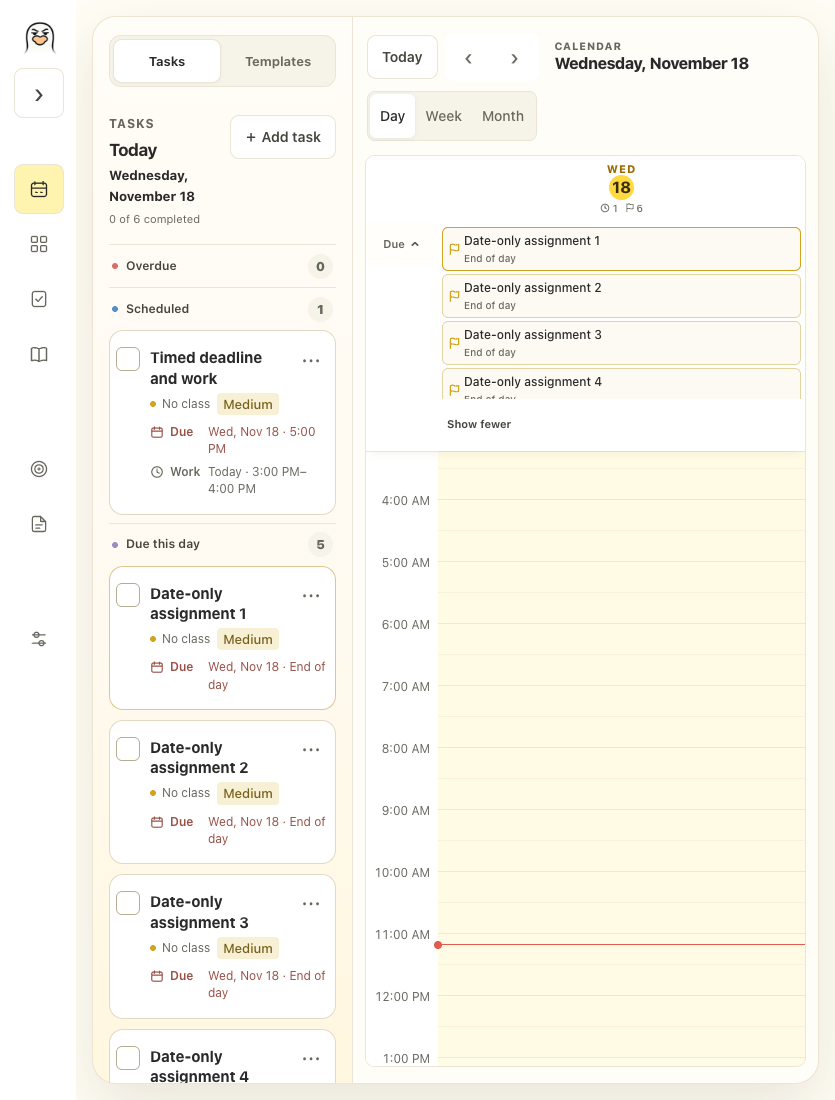 Tasks
Templates
TASKS
Today
Wednesday,
November 18
0 of 6 completed
+ Add task
Overdue
0
Scheduled
1
Timed deadline
and work
No class
Medium
Due
Wed, Nov 18 · 5:00
PM
Work
Today · 3:00 PM–
4:00 PM
Due this day
5
Date-only
assignment 1
No class
Medium
Due
Wed, Nov 18 · End of
day
Date-only
assignment 2
No class
Medium
Due
Wed, Nov 18 · End of
day
Date-only
assignment 3
No class
Medium
Due
Wed, Nov 18 · End of
day
Date-only
assignment 4
Today
CALENDAR
Wednesday, November 18
Day
Week
Month
WED
18
1
6
Due
Date-only assignment 1
End of day
Date-only assignment 2
End of day
Date-only assignment 3
End of day
Date-only assignment 4
End of day
Show fewer
4:00 AM
5:00 AM
6:00 AM
7:00 AM
8:00 AM
9:00 AM
10:00 AM
11:00 AM
12:00 PM
1:00 PM